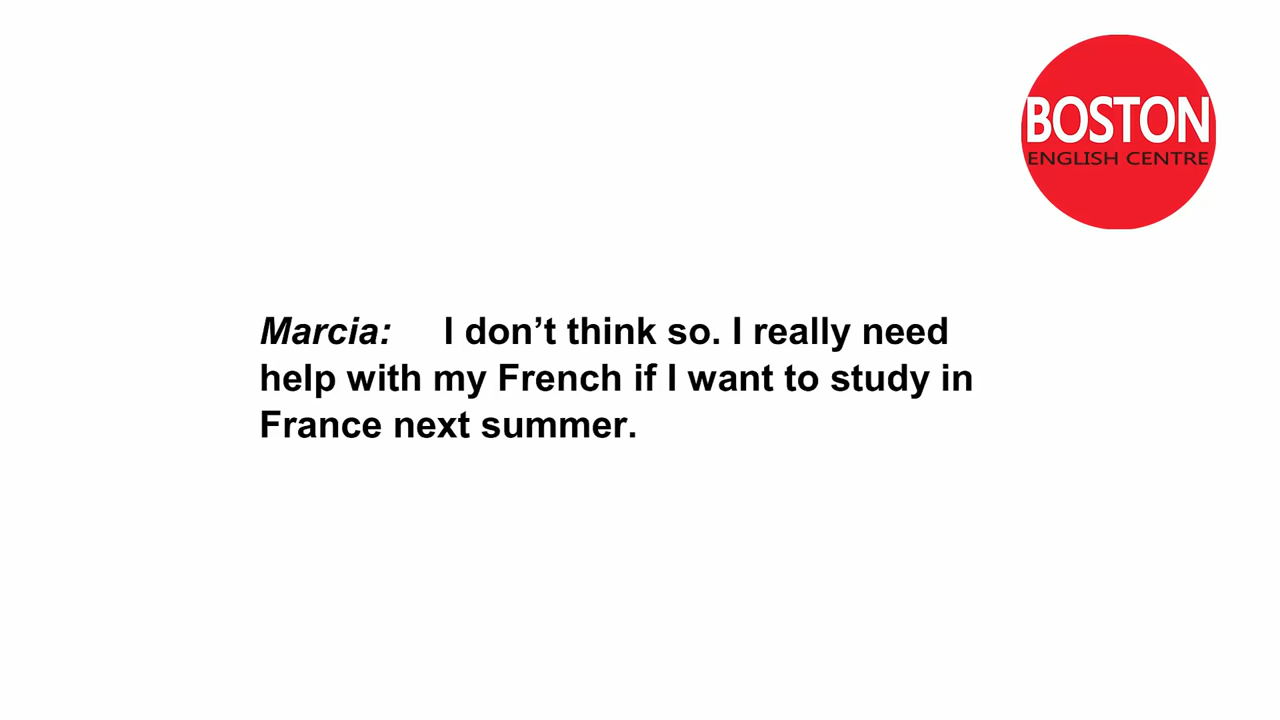 BOSTON
ENGLISH CENTRE
Marcia: I don’t think so. I really need
help with my French if I want to study in
France next summer.